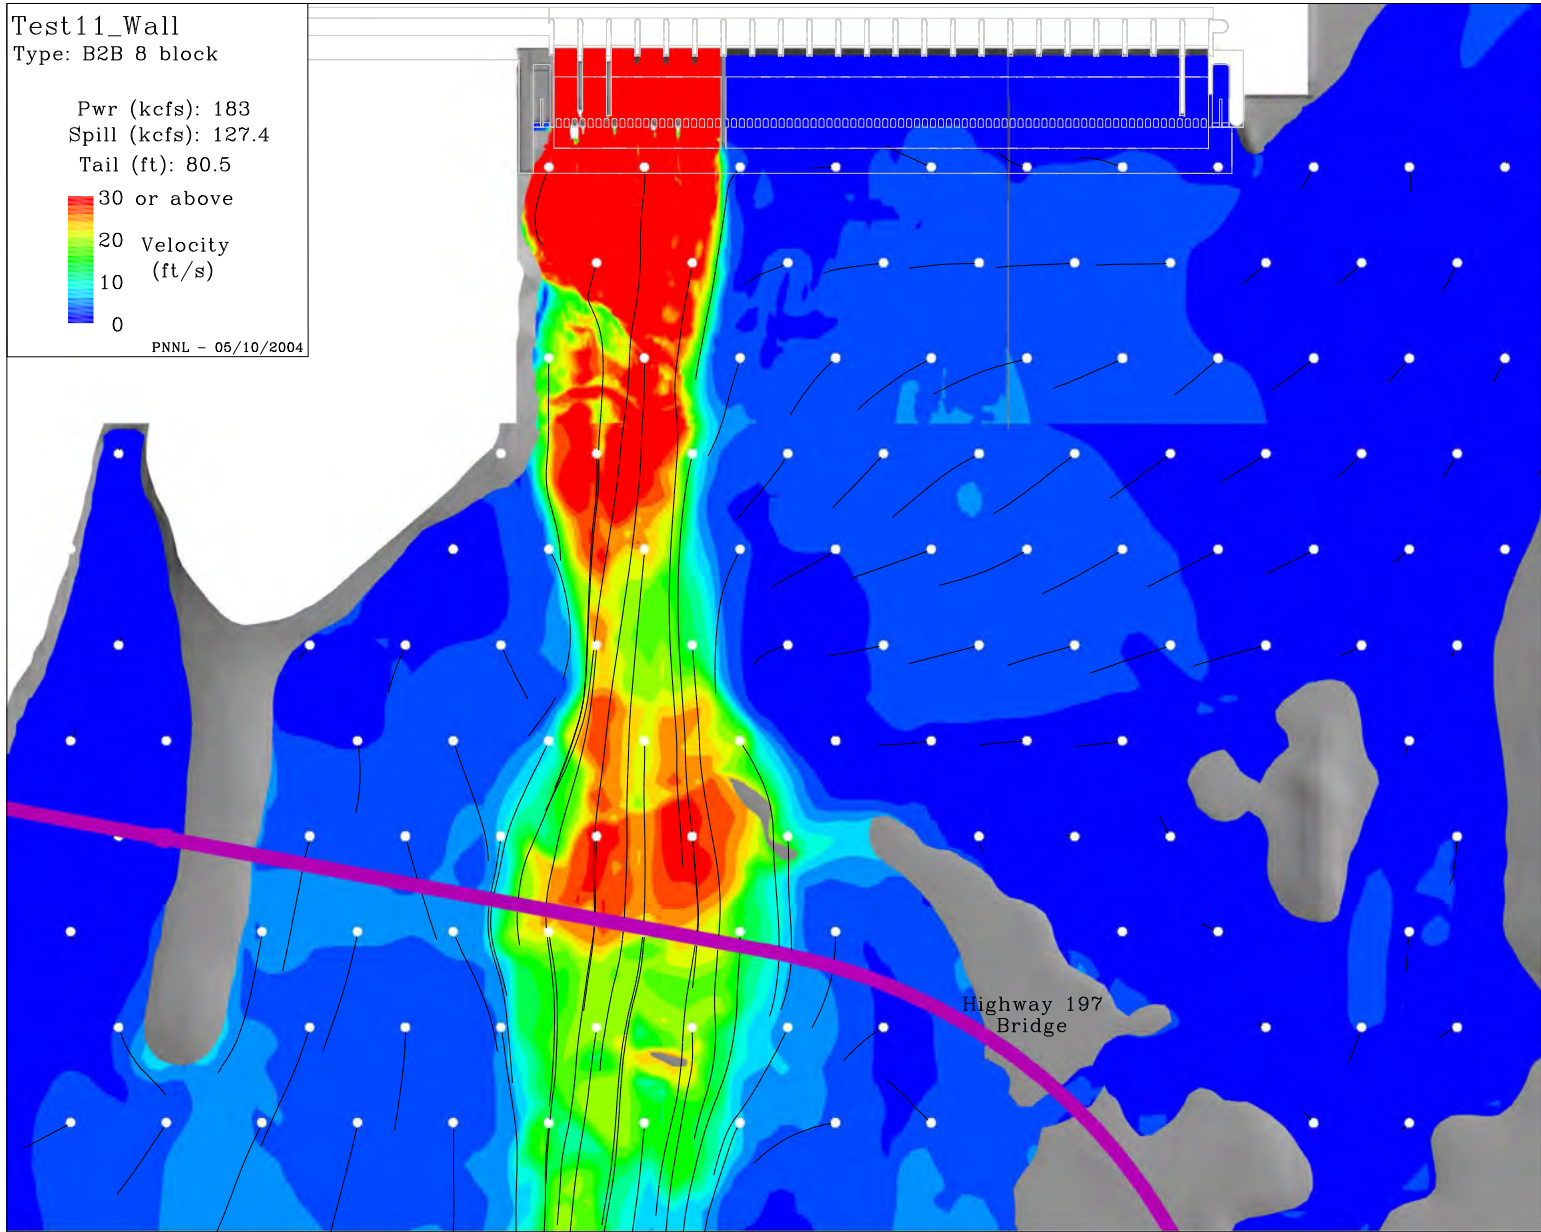 Test11_Wall
Type: B2B 8 block
Pwr (kcfs): 183
Spill (kcfs): 127.4
Tail (ft): 80.5
30 or above
20
Velocity
(ft/s)
10
0
PNNL - 05/10/2004
Highway 197
Bridge